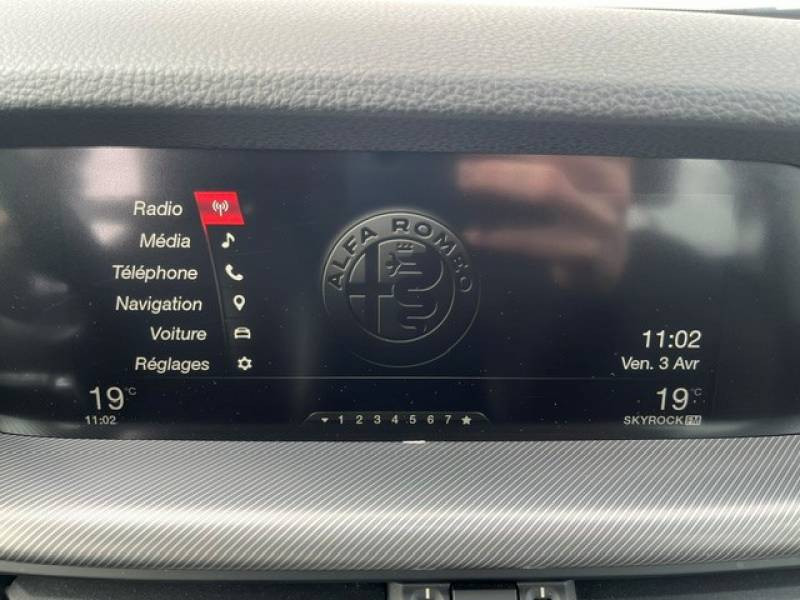 Radio
Média
Téléphone
Navigation
Voiture
Réglages
ALFA ROMEO
11:02
Ven. 3 Avr
19°C
11:02
1 2 3 4 5 6 7
19°C
SKYROCK FM